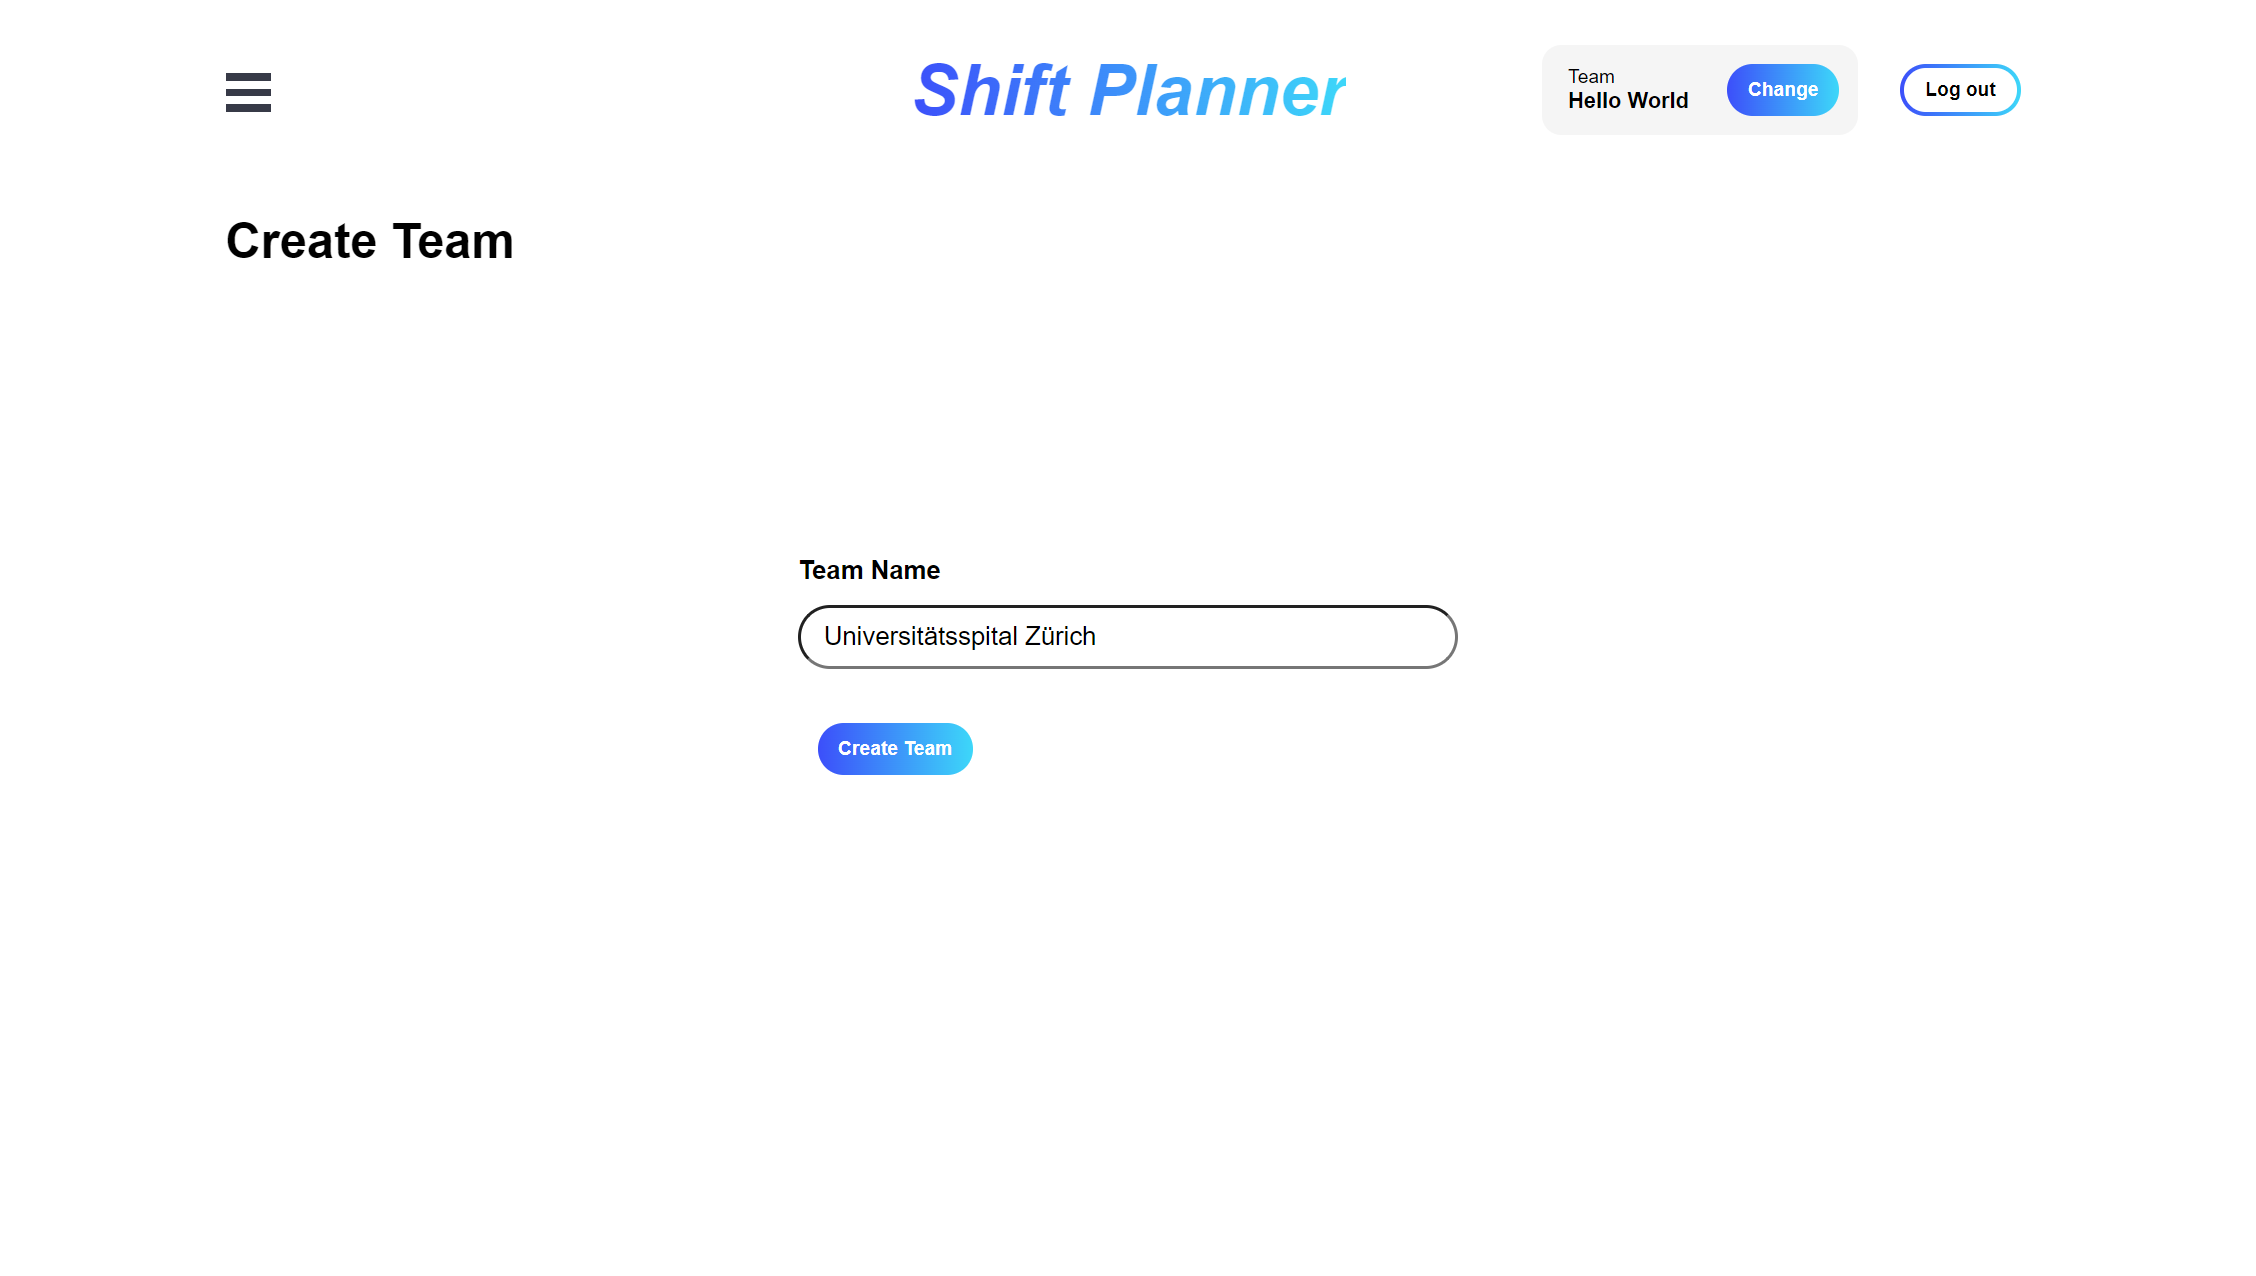 Shift Planner
Team
Hello World
Change
Log out
Create Team
Team Name
Universitätsspital Zürich
Create Team